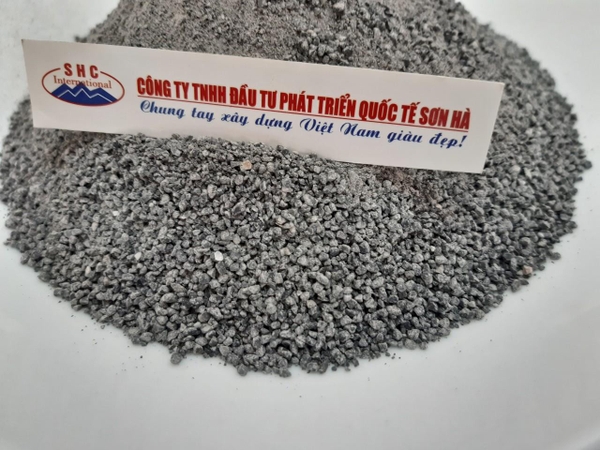 SHC
International
CÔNG TY TNHH ĐẦU TƯ PHÁT TRIỂN QUỐC TẾ SƠN HÀ
Chung tay xây dựng Việt Nam giàu đẹp!